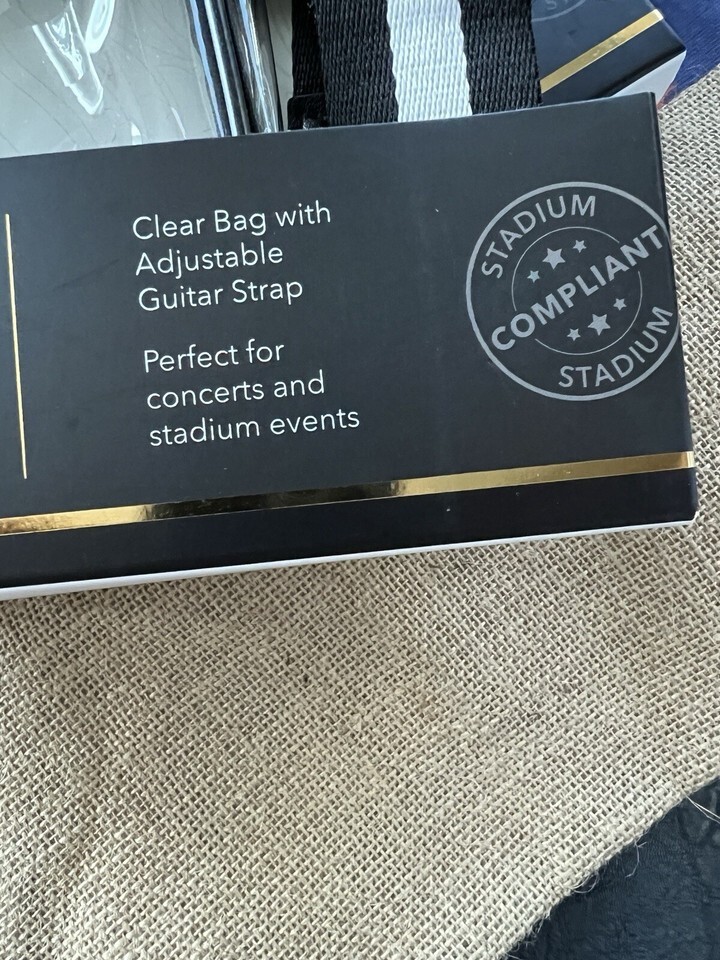 Clear Bag with
Adjustable
Guitar Strap
Perfect for
concerts and
stadium events
STADIUM
COMPLIANT
STADIUM